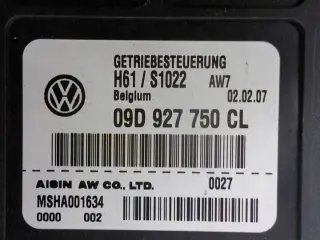 GETRIEBESTEUERUNG
H61 / S1022 AW7
Belgium 02.02.07
09D 927 750 CL
AISIN AW CO., LTD. 0027
MSHA001634
0000 002